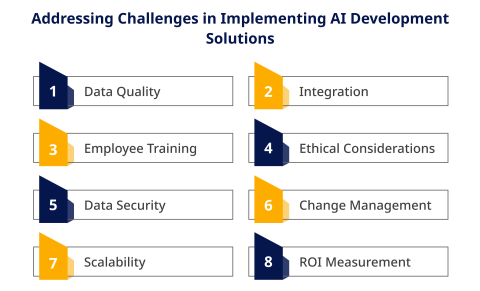 Addressing Challenges in Implementing AI Development
Solutions
1 Data Quality
2 Integration
3 Employee Training
4 Ethical Considerations
5 Data Security
6 Change Management
7 Scalability
8 ROI Measurement